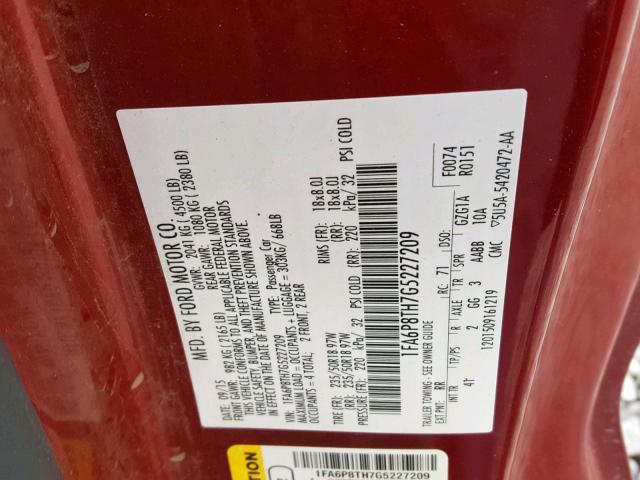 MFD. BY FORD MOTOR CO.
DATE: 09/15 GVWR: 2041 KG ( 4500 LB)
FRONT GAWR: 982 KG ( 2165 LB) REAR GAWR: 1080 KG ( 2380 LB)
THIS VEHICLE CONFORMS TO ALL APPLICABLE FEDERAL MOTOR
VEHICLE SAFETY, BUMPER, AND THEFT PREVENTION STANDARDS
IN EFFECT ON THE DATE OF MANUFACTURE SHOWN ABOVE.
VIN: 1FA6P8TH7G5227209 TYPE: Passenger Car
MAXIMUM LOAD = OCCUPANTS + LUGGAGE = 303KG/ 668LB
OCCUPANTS = 4 TOTAL: 2 FRONT, 2 REAR
TIRE (FR): 235/50R18 97W RIMS (FR): 18x8.0J
TIRE (RR): 235/50R18 97W (RR): 18x8.0J
PRESSURE (FR): 220 kPa/ 32 PSI COLD (RR): 220 kPa/ 32 PSI COLD
1FA6P8TH7G5227209
F0074
R0151
TRAILER TOWING - SEE OWNER GUIDE
EXT PNT: RR RC: 71 DSO:
INT TR TP/PS R AXLE TR SPR GZG1A
4Y 2 GG 3 AABB 10A
1201509161219 CMC ▽5U5A-5420472-AA
TION
1FA6P8TH7G5227209